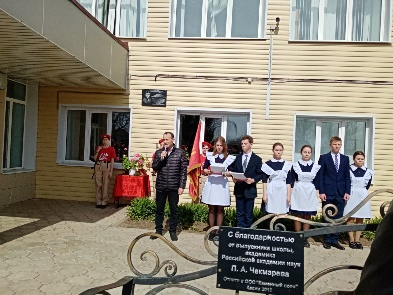 С благодарностью
от выпускника школы,
академика
Российской академии наук
П. А. Чекмарева